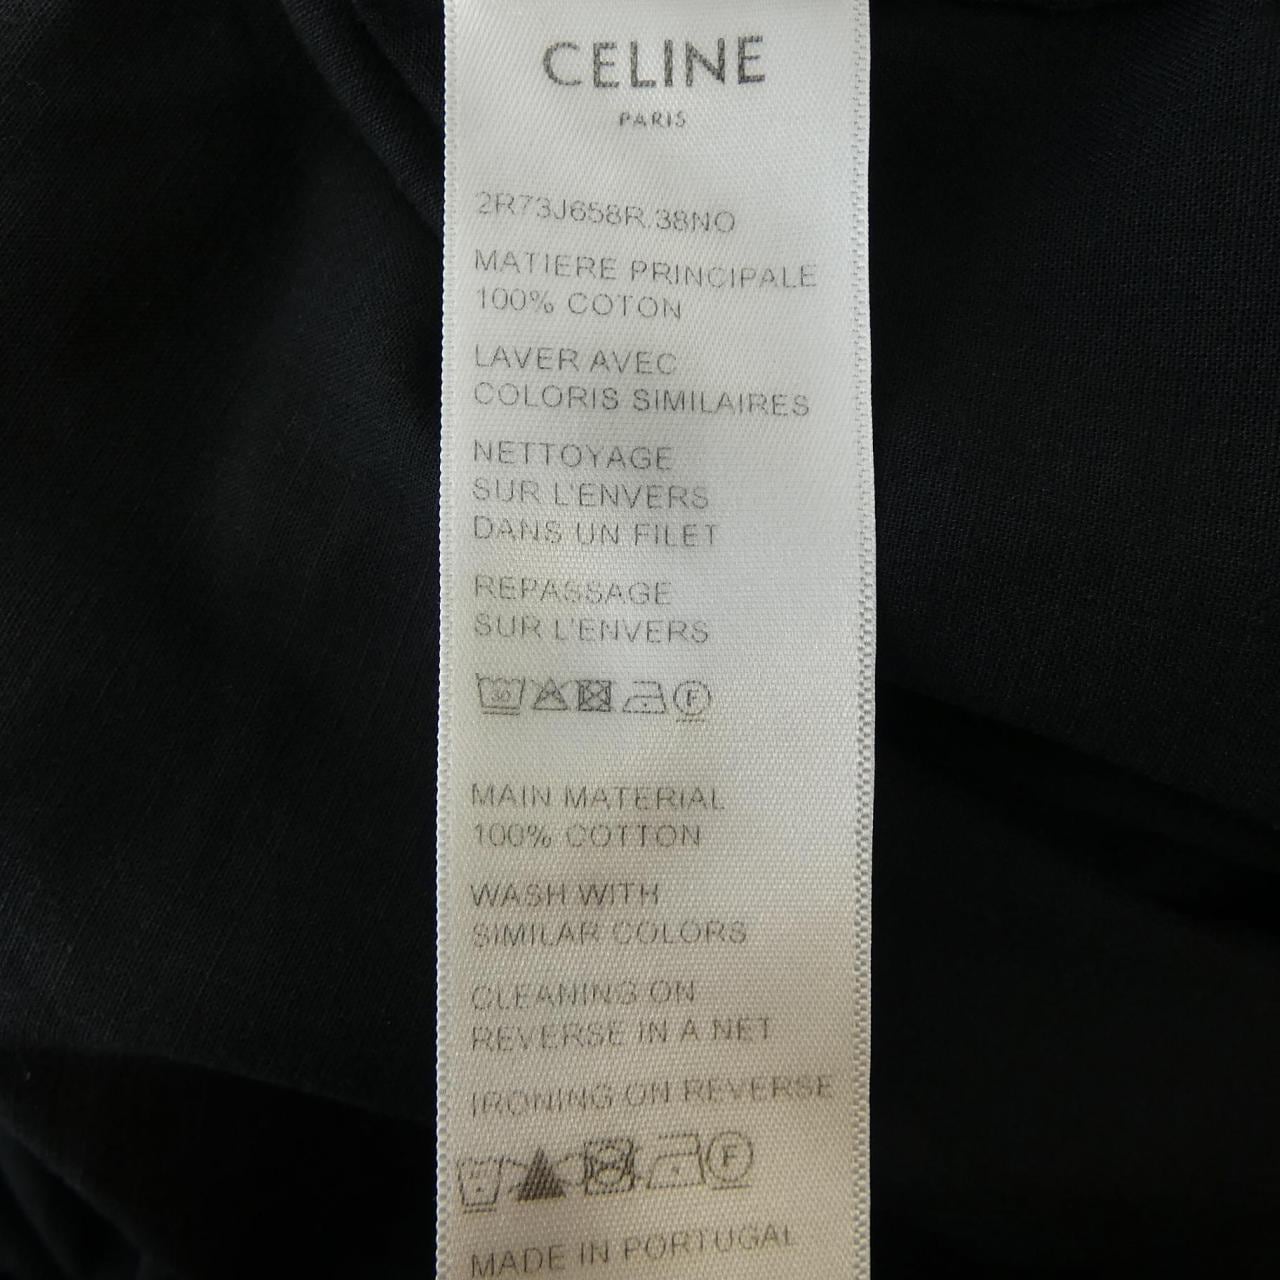 CELINE
PARIS
2R73J658R.38NO
MATIERE PRINCIPALE
100% COTON
LAVER AVEC
COLORIS SIMILAIRES
NETTOYAGE
SUR L'ENVERS
DANS UN FILET
REPASSAGE
SUR L'ENVERS
30 F
MAIN MATERIAL
100% COTTON
WASH WITH
SIMILAR COLORS
CLEANING ON
REVERSE IN A NET
IRONING ON REVERSE
F
MADE IN PORTUGAL